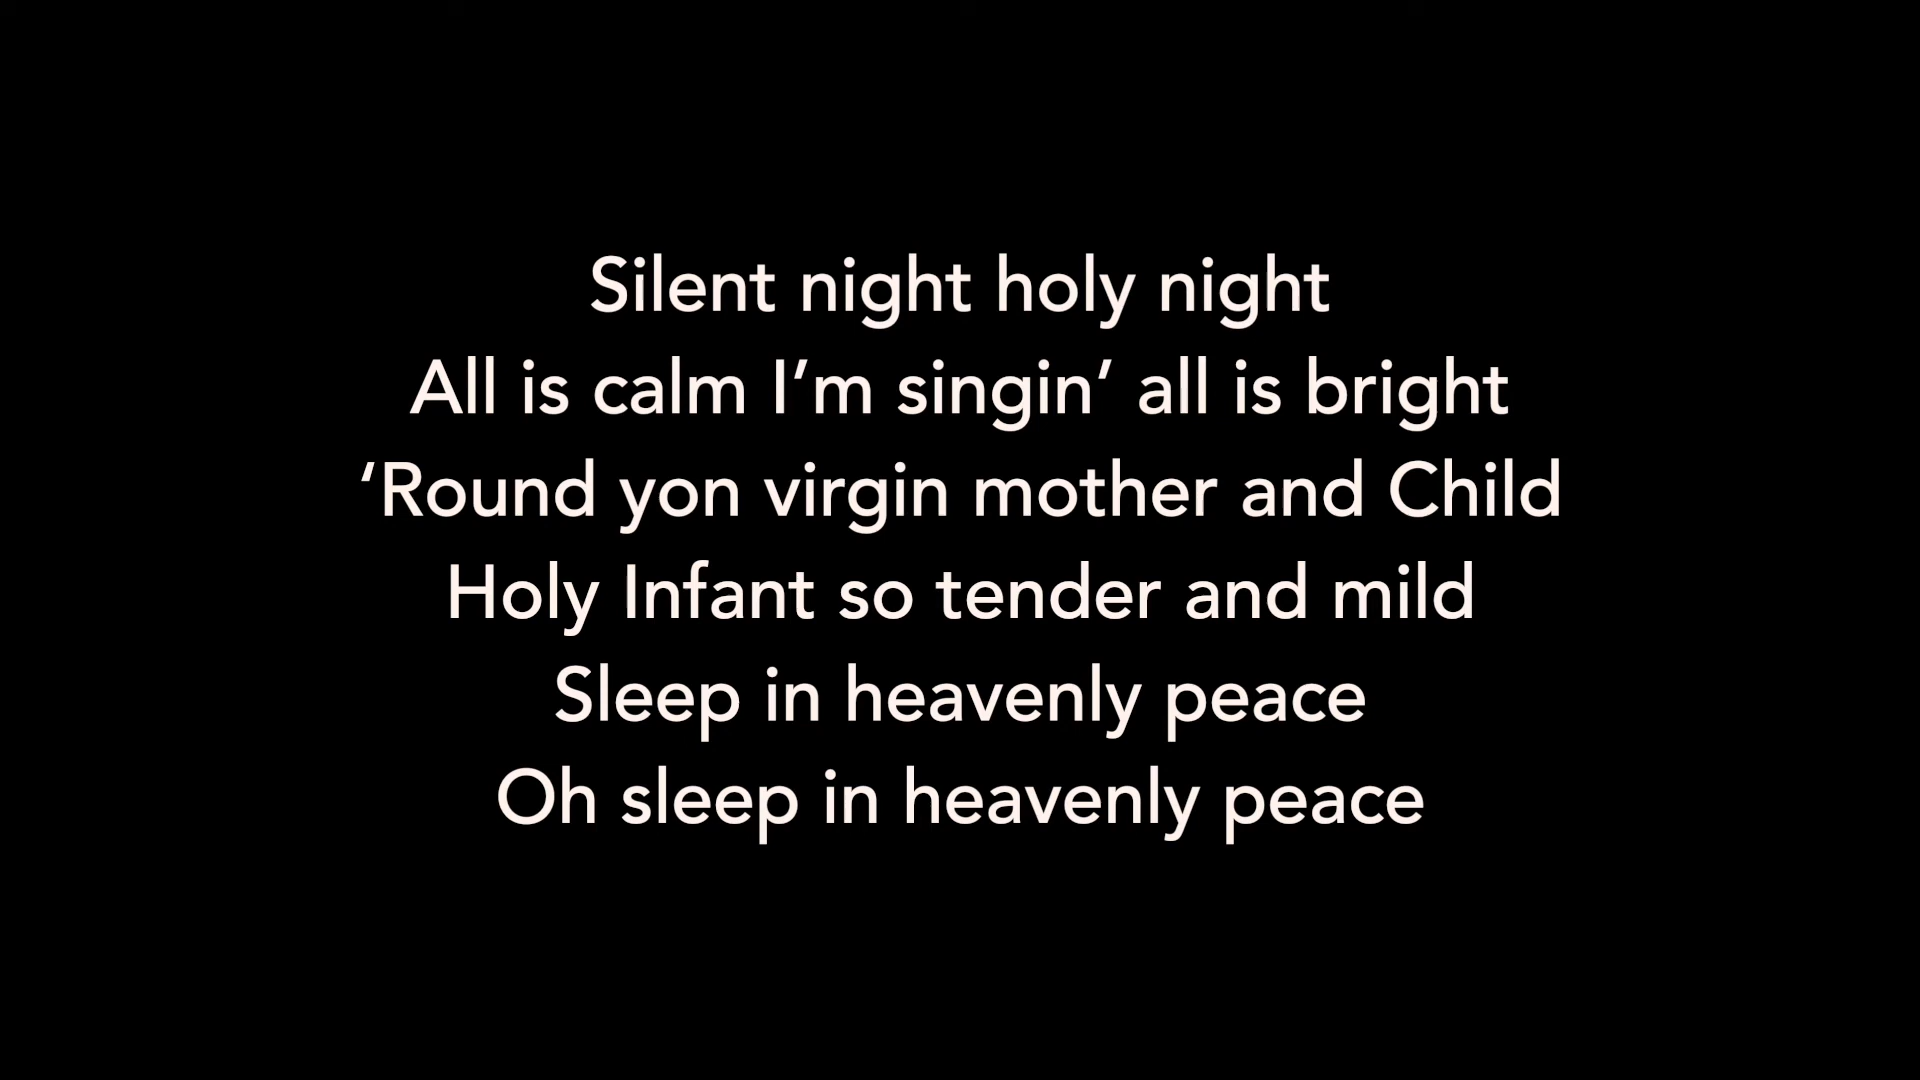 Silent night holy night
All is calm I’m singin’ all is bright
‘Round yon virgin mother and Child
Holy Infant so tender and mild
Sleep in heavenly peace
Oh sleep in heavenly peace